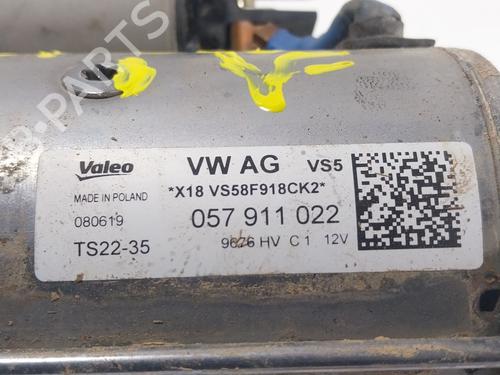 B-PARTS
Valeo
VW AG VS5
*X18 VS58F918CK2*
MADE IN POLAND
080619
057 911 022
TS22-35
9676 HV C1 12V